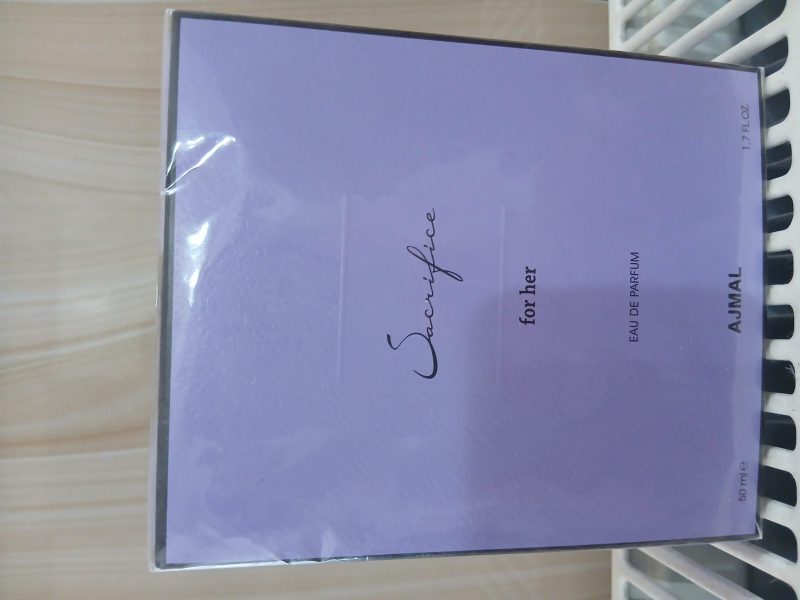 Sacrifice
for her
EAU DE PARFUM
50 ml ℮ AJMAL 1.7 FL.OZ